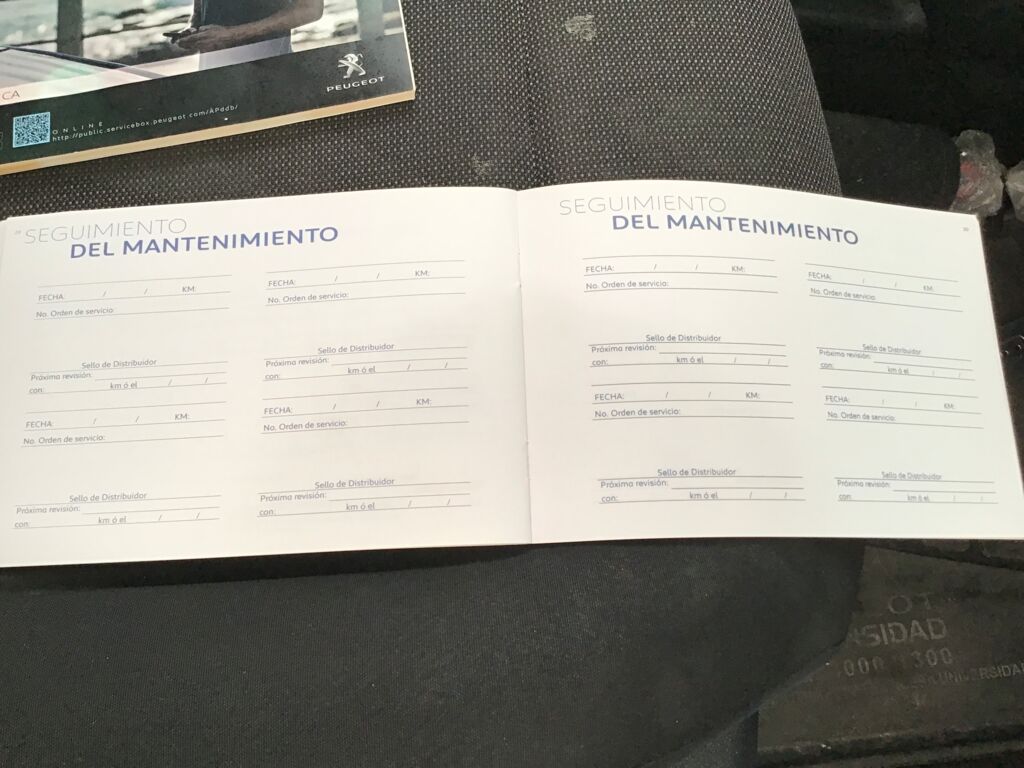 CA
PEUGEOT
ONLINE
http://public.servicebox.peugeot.com/APddb/
SEGUIMIENTO
DEL MANTENIMIENTO
FECHA: / / KM:
No. Orden de servicio:
Sello de Distribuidor
Próxima revisión:
con: km ó el / /
FECHA: / / KM:
No. Orden de servicio:
Sello de Distribuidor
Próxima revisión:
con: km ó el / /
FECHA: / / KM:
No. Orden de servicio:
Sello de Distribuidor
Próxima revisión:
con: km ó el / /
FECHA: / / KM:
No. Orden de servicio:
Sello de Distribuidor
Próxima revisión:
con: km ó el / /
SEGUIMIENTO
DEL MANTENIMIENTO
FECHA: / / KM:
No. Orden de servicio:
Sello de Distribuidor
Próxima revisión:
con: km ó el / /
FECHA: / / KM:
No. Orden de servicio:
Sello de Distribuidor
Próxima revisión:
con: km ó el / /
FECHA: / / KM:
No. Orden de servicio:
Sello de Distribuidor
Próxima revisión:
con: km ó el / /
FECHA: / / KM:
No. Orden de servicio:
Sello de Distribuidor
Próxima revisión:
con: km ó el / /
OT
SIDAD
000 300
UNIVERSIDA